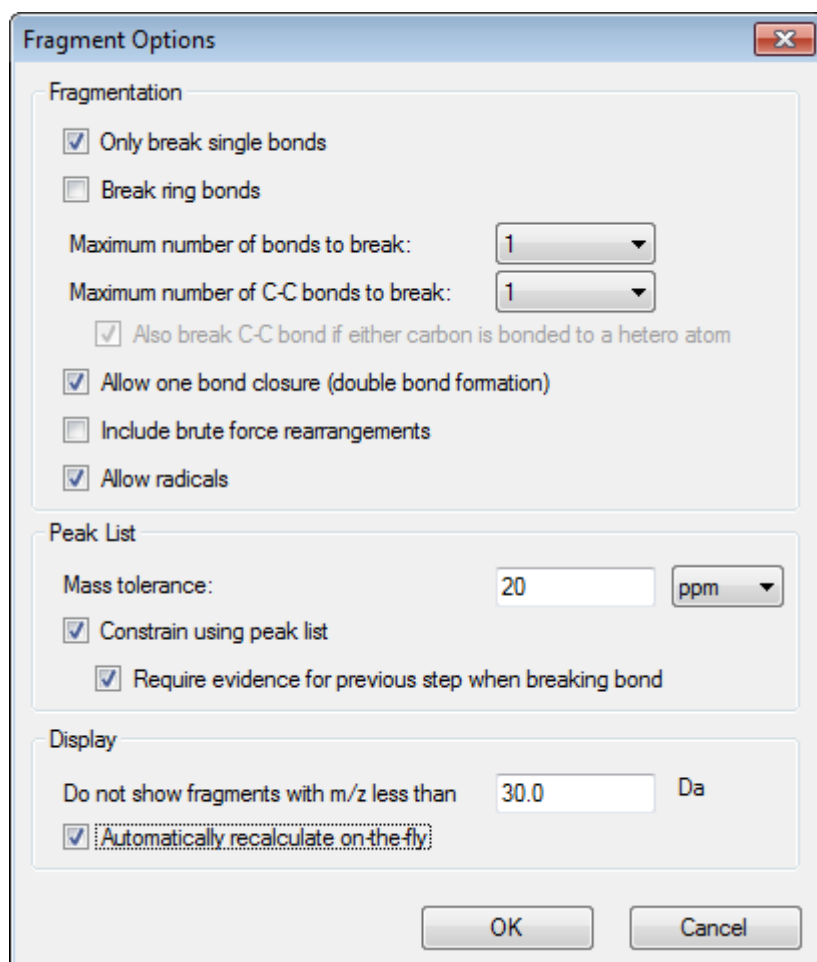 Fragment Options
Fragmentation
Only break single bonds
Break ring bonds
Maximum number of bonds to break: 1
Maximum number of C-C bonds to break: 1
Also break C-C bond if either carbon is bonded to a hetero atom
Allow one bond closure (double bond formation)
Include brute force rearrangements
Allow radicals
Peak List
Mass tolerance: 20 ppm
Constrain using peak list
Require evidence for previous step when breaking bond
Display
Do not show fragments with m/z less than 30.0 Da
Automatically recalculate on-the-fly
OK Cancel